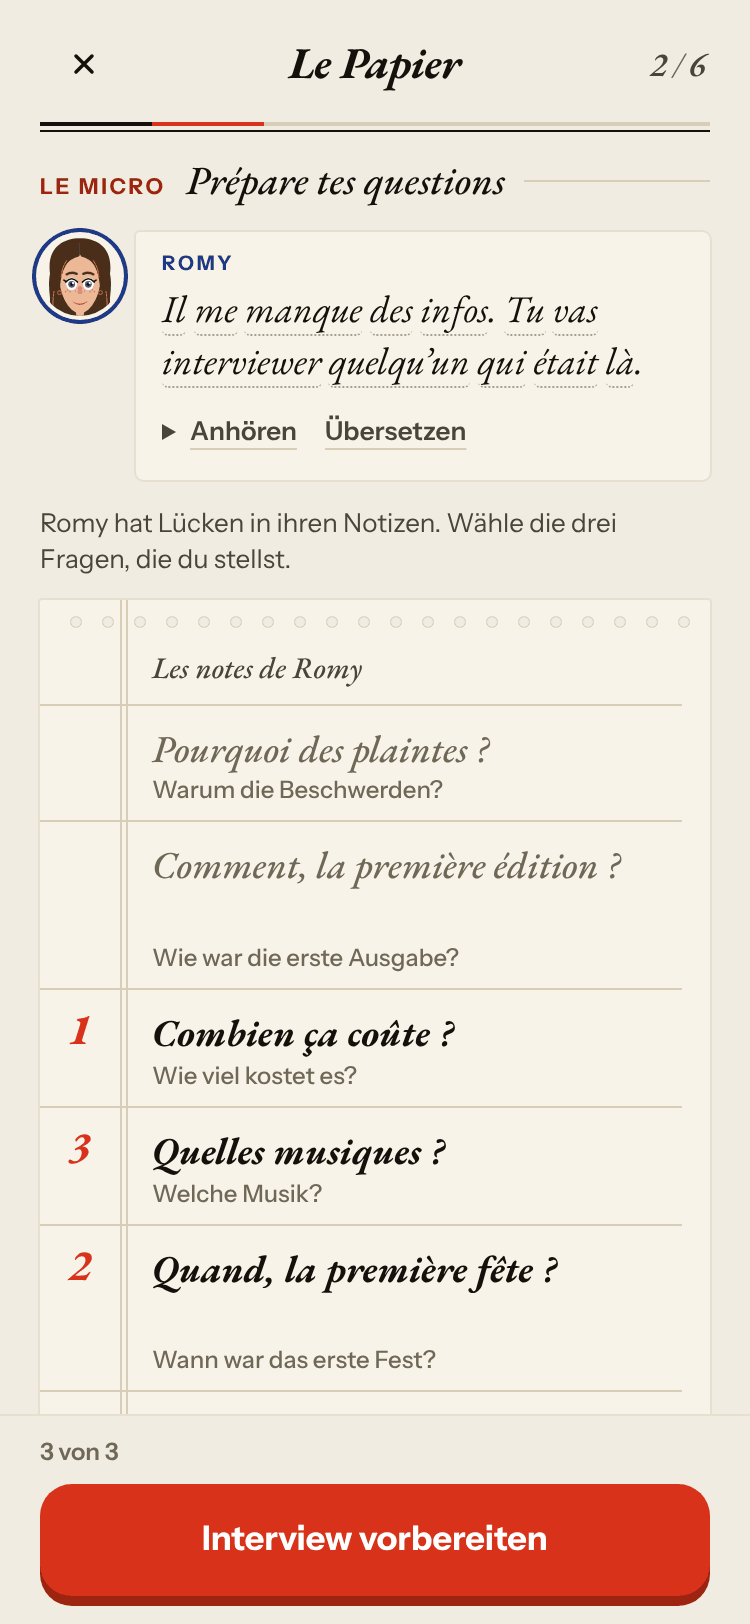 Le Papier
2 / 6
LE MICRO Prépare tes questions
ROMY
Il me manque des infos. Tu vas
interviewer quelqu’un qui était là.
Anhören Übersetzen
Romy hat Lücken in ihren Notizen. Wähle die drei
Fragen, die du stellst.
Les notes de Romy
Pourquoi des plaintes ?
Warum die Beschwerden?
Comment, la première édition ?
Wie war die erste Ausgabe?
1 Combien ça coûte ?
Wie viel kostet es?
3 Quelles musiques ?
Welche Musik?
2 Quand, la première fête ?
Wann war das erste Fest?
3 von 3
Interview vorbereiten